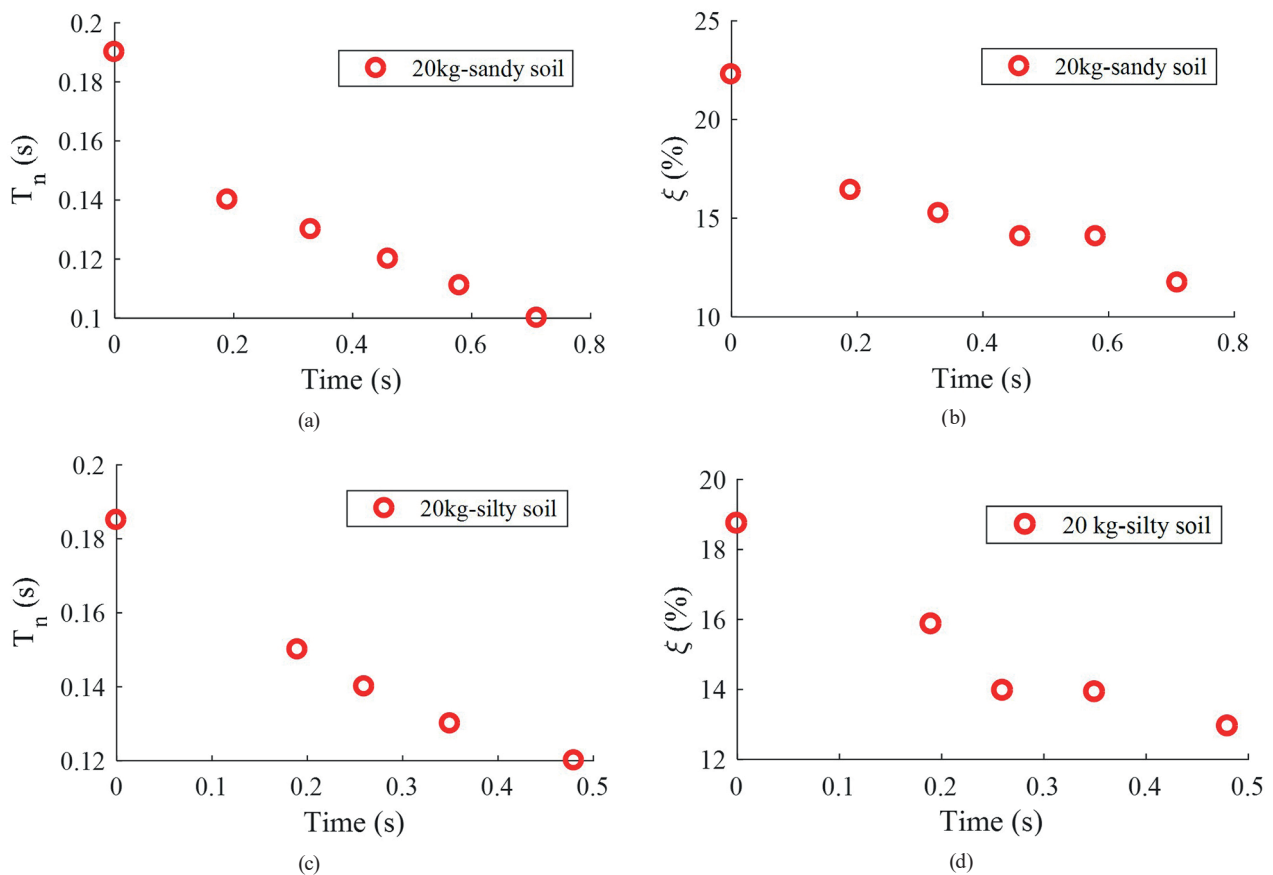 0.2
0.18
0.16
0.14
0.12
0.1
T_n (s)
20kg-sandy soil
0 0.2 0.4 0.6 0.8
Time (s)
(a)
25
20
15
10
ξ (%)
20kg-sandy soil
0 0.2 0.4 0.6 0.8
Time (s)
(b)
0.2
0.18
0.16
0.14
0.12
T_n (s)
20kg-silty soil
0 0.1 0.2 0.3 0.4 0.5
Time (s)
(c)
20
18
16
14
12
ξ (%)
20 kg-silty soil
0 0.1 0.2 0.3 0.4 0.5
Time (s)
(d)